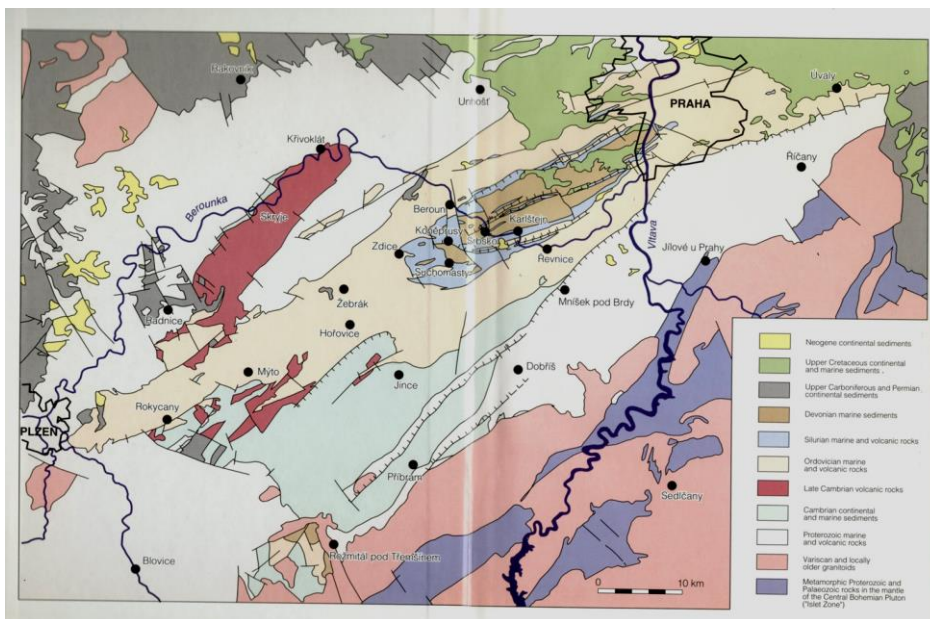 Rakovník
Unhošť
PRAHA
Úvaly
Křivoklát
Říčany
Berounka
Skryje
Beroun
Karlštejn
Koněprusy
Srbsko
Vltava
Zdice
Řevnice
Jílové u Prahy
Suchomasty
Žebrák
Mníšek pod Brdy
Radnice
Hořovice
Mýto
Jince
Dobříš
Rokycany
PLZEŇ
Příbram
Sedlčany
Rožmitál pod Třemšínem
Blovice
0 10 km
Neogene continental sediments
Upper Cretaceous continental
and marine sediments .
Upper Carboniferous and Permian
continental sediments
Devonian marine sediments
Silurian marine and volcanic rocks
Ordovician marine
and volcanic rocks
Late Cambrian volcanic rocks
Cambrian continental
and marine sediments
Proterozoic marine
and volcanic rocks
Variscan and locally
older granitoids
Metamorphic Proterozoic and
Palaeozoic rocks in the mantle
of the Central Bohemian Pluton
("Islet Zone")